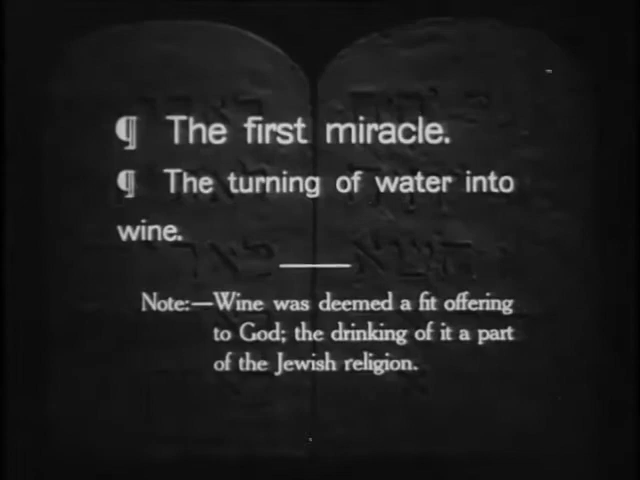 ¶ The first miracle.
¶ The turning of water into
wine.
Note:—Wine was deemed a fit offering
to God; the drinking of it a part
of the Jewish religion.